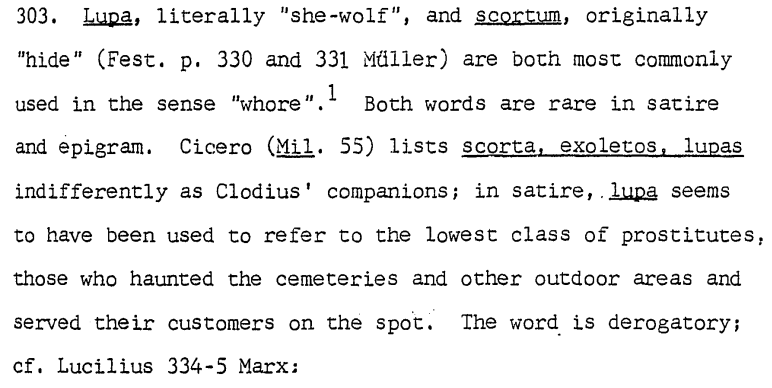 303. Lupa, literally "she-wolf", and scortum, originally
"hide" (Fest. p. 330 and 331 Müller) are both most commonly
used in the sense "whore".1 Both words are rare in satire
and epigram. Cicero (Mil. 55) lists scorta, exoletos, lupas
indifferently as Clodius' companions; in satire, lupa seems
to have been used to refer to the lowest class of prostitutes,
those who haunted the cemeteries and other outdoor areas and
served their customers on the spot. The word is derogatory;
cf. Lucilius 334-5 Marx: